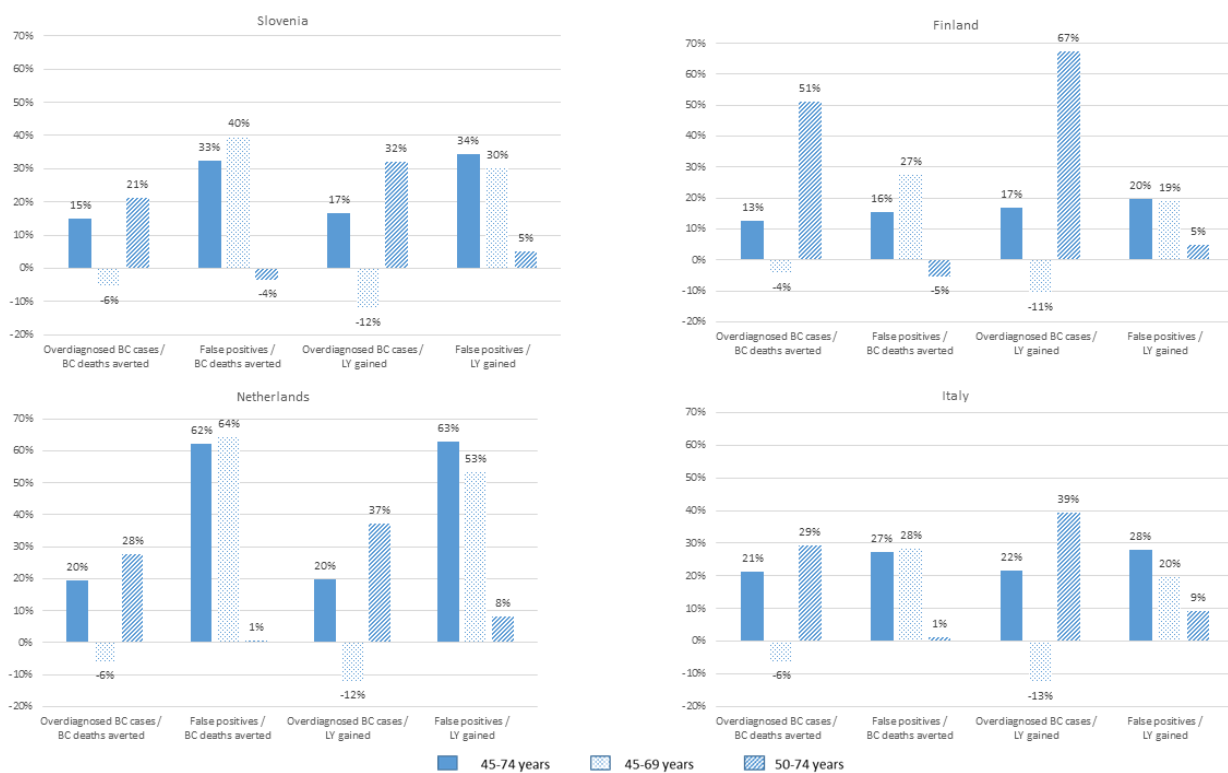 Slovenia
70%
60%
50%
40%
30%
20%
10%
0%
-10%
-20%
15%
-6%
21%
33%
40%
-4%
17%
-12%
32%
34%
30%
5%
Overdiagnosed BC cases /
BC deaths averted
False positives /
BC deaths averted
Overdiagnosed BC cases /
LY gained
False positives /
LY gained
Finland
70%
60%
50%
40%
30%
20%
10%
0%
-10%
-20%
13%
-4%
51%
16%
27%
-5%
17%
-11%
67%
20%
19%
5%
Overdiagnosed BC cases /
BC deaths averted
False positives /
BC deaths averted
Overdiagnosed BC cases /
LY gained
False positives /
LY gained
Netherlands
70%
60%
50%
40%
30%
20%
10%
0%
-10%
-20%
20%
-6%
28%
62%
64%
1%
20%
-12%
37%
63%
53%
8%
Overdiagnosed BC cases /
BC deaths averted
False positives /
BC deaths averted
Overdiagnosed BC cases /
LY gained
False positives /
LY gained
Italy
70%
60%
50%
40%
30%
20%
10%
0%
-10%
-20%
21%
-6%
29%
27%
28%
1%
22%
-13%
39%
28%
20%
9%
Overdiagnosed BC cases /
BC deaths averted
False positives /
BC deaths averted
Overdiagnosed BC cases /
LY gained
False positives /
LY gained
45-74 years
45-69 years
50-74 years